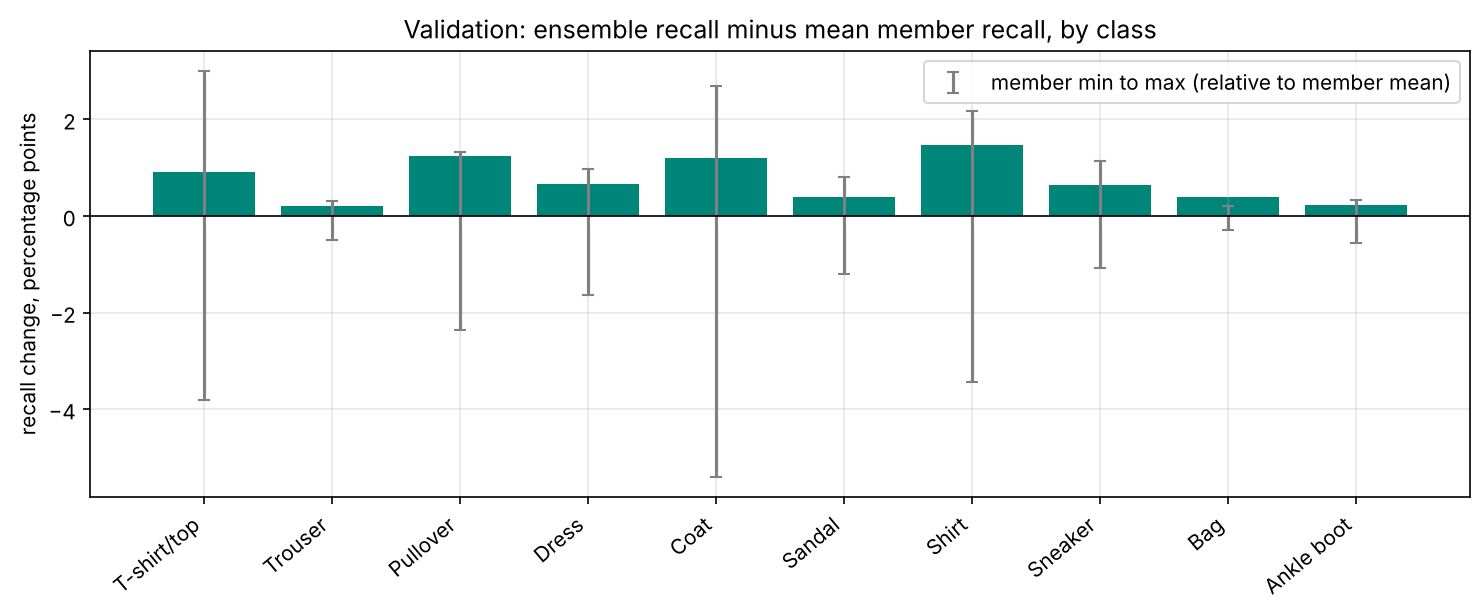 Validation: ensemble recall minus mean member recall, by class
member min to max (relative to member mean)
recall change, percentage points
2
0
−2
−4
T-shirt/top
Trouser
Pullover
Dress
Coat
Sandal
Shirt
Sneaker
Bag
Ankle boot